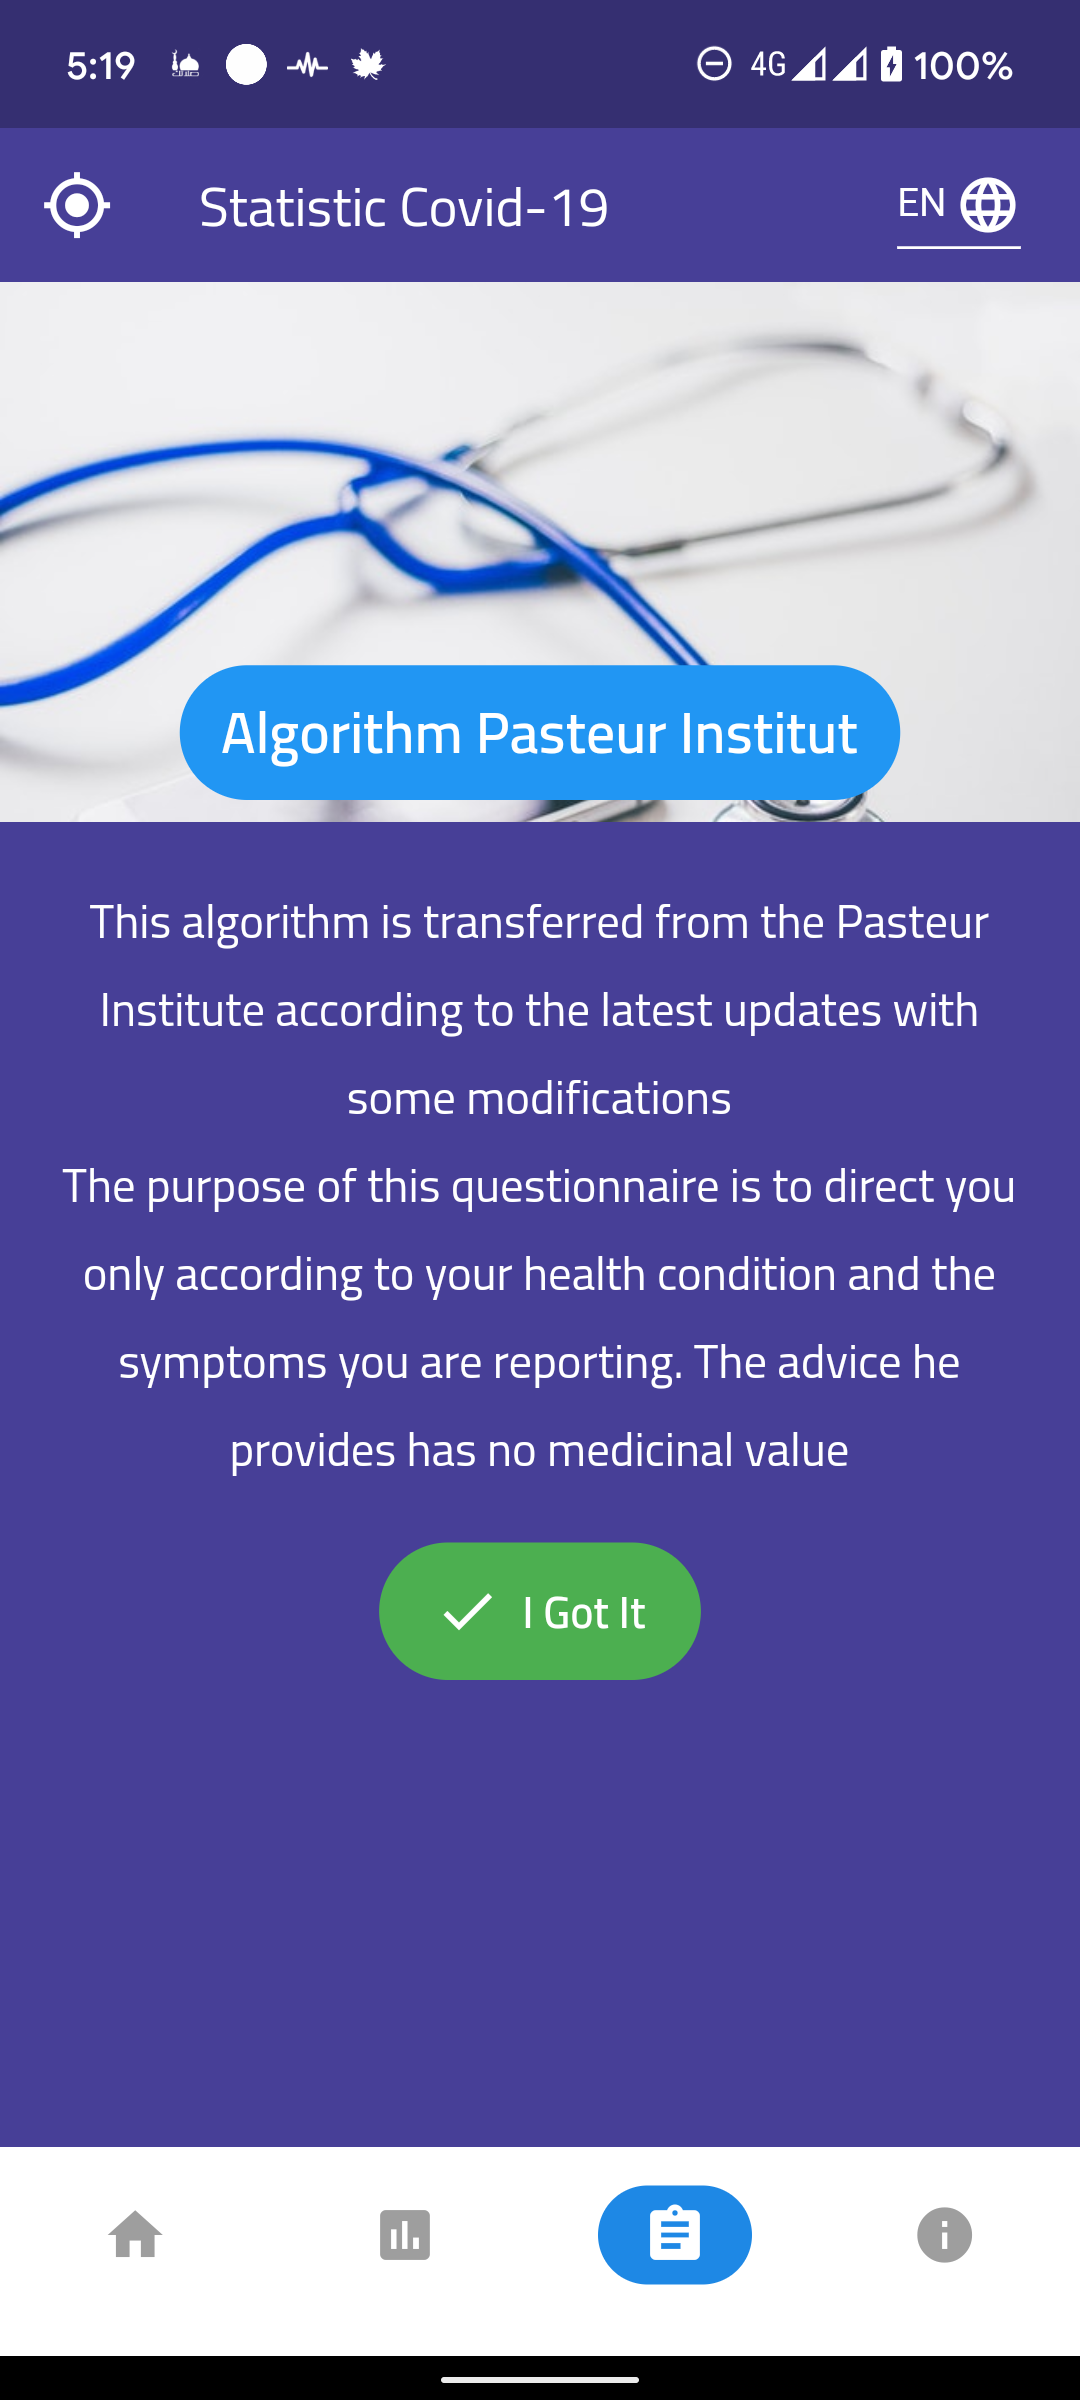 5:19
4G
100%
Statistic Covid-19
EN
Algorithm Pasteur Institut
This algorithm is transferred from the Pasteur
Institute according to the latest updates with
some modifications
The purpose of this questionnaire is to direct you
only according to your health condition and the
symptoms you are reporting. The advice he
provides has no medicinal value
I Got It